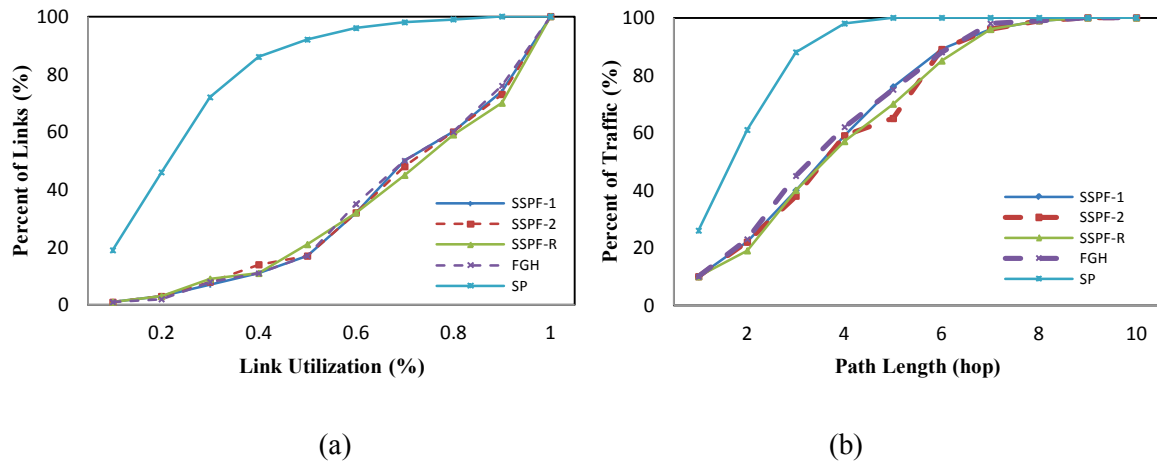 100
80
60
40
20
0
Percent of Links (%)
0.2 0.4 0.6 0.8 1
Link Utilization (%)
SSPF-1
SSPF-2
SSPF-R
FGH
SP
(a)
100
80
60
40
20
0
Percent of Traffic (%)
2 4 6 8 10
Path Length (hop)
SSPF-1
SSPF-2
SSPF-R
FGH
SP
(b)